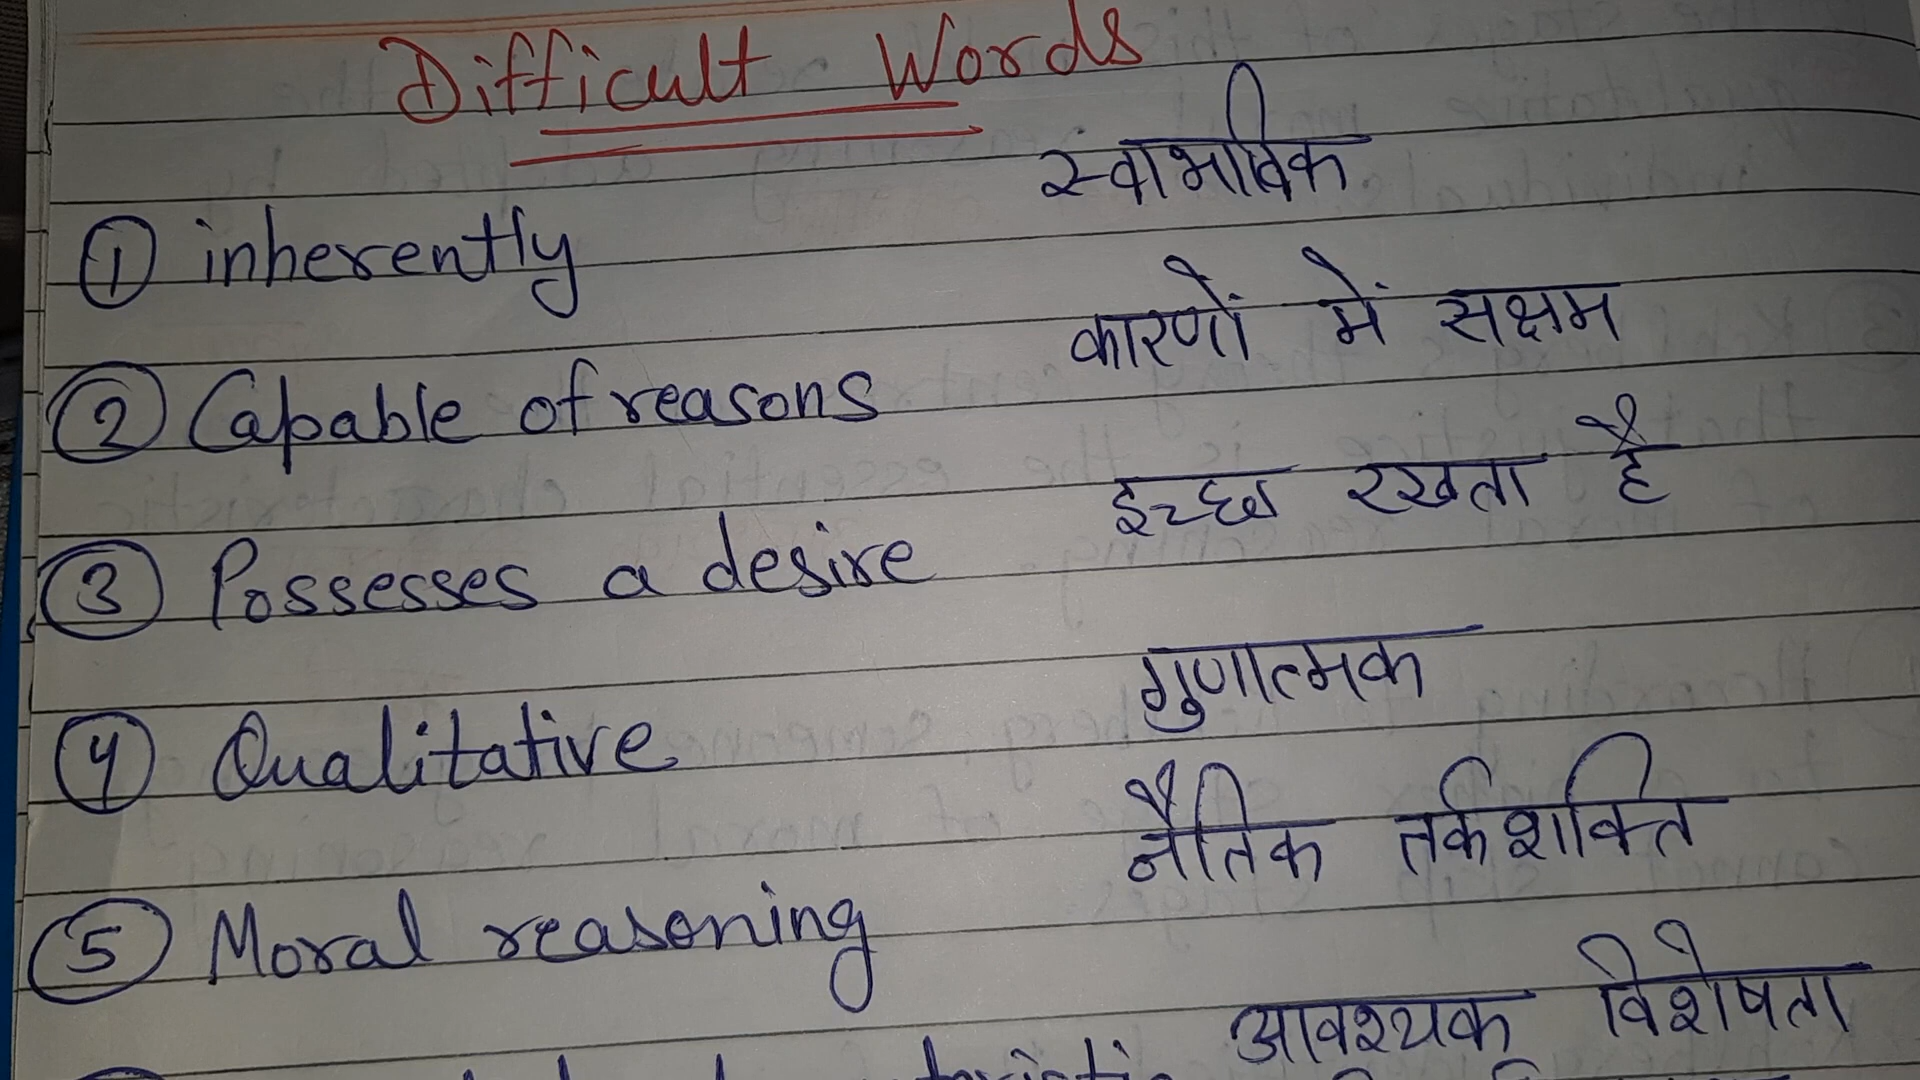 Difficult Words
① inherently स्वाभाविक
② Capable of reasons कारणों में सक्षम
③ Possesses a desire इच्छा रखता है
④ Qualitative गुणात्मक
⑤ Moral reasoning नैतिक तर्कशक्ति
आवश्यक विशेषता